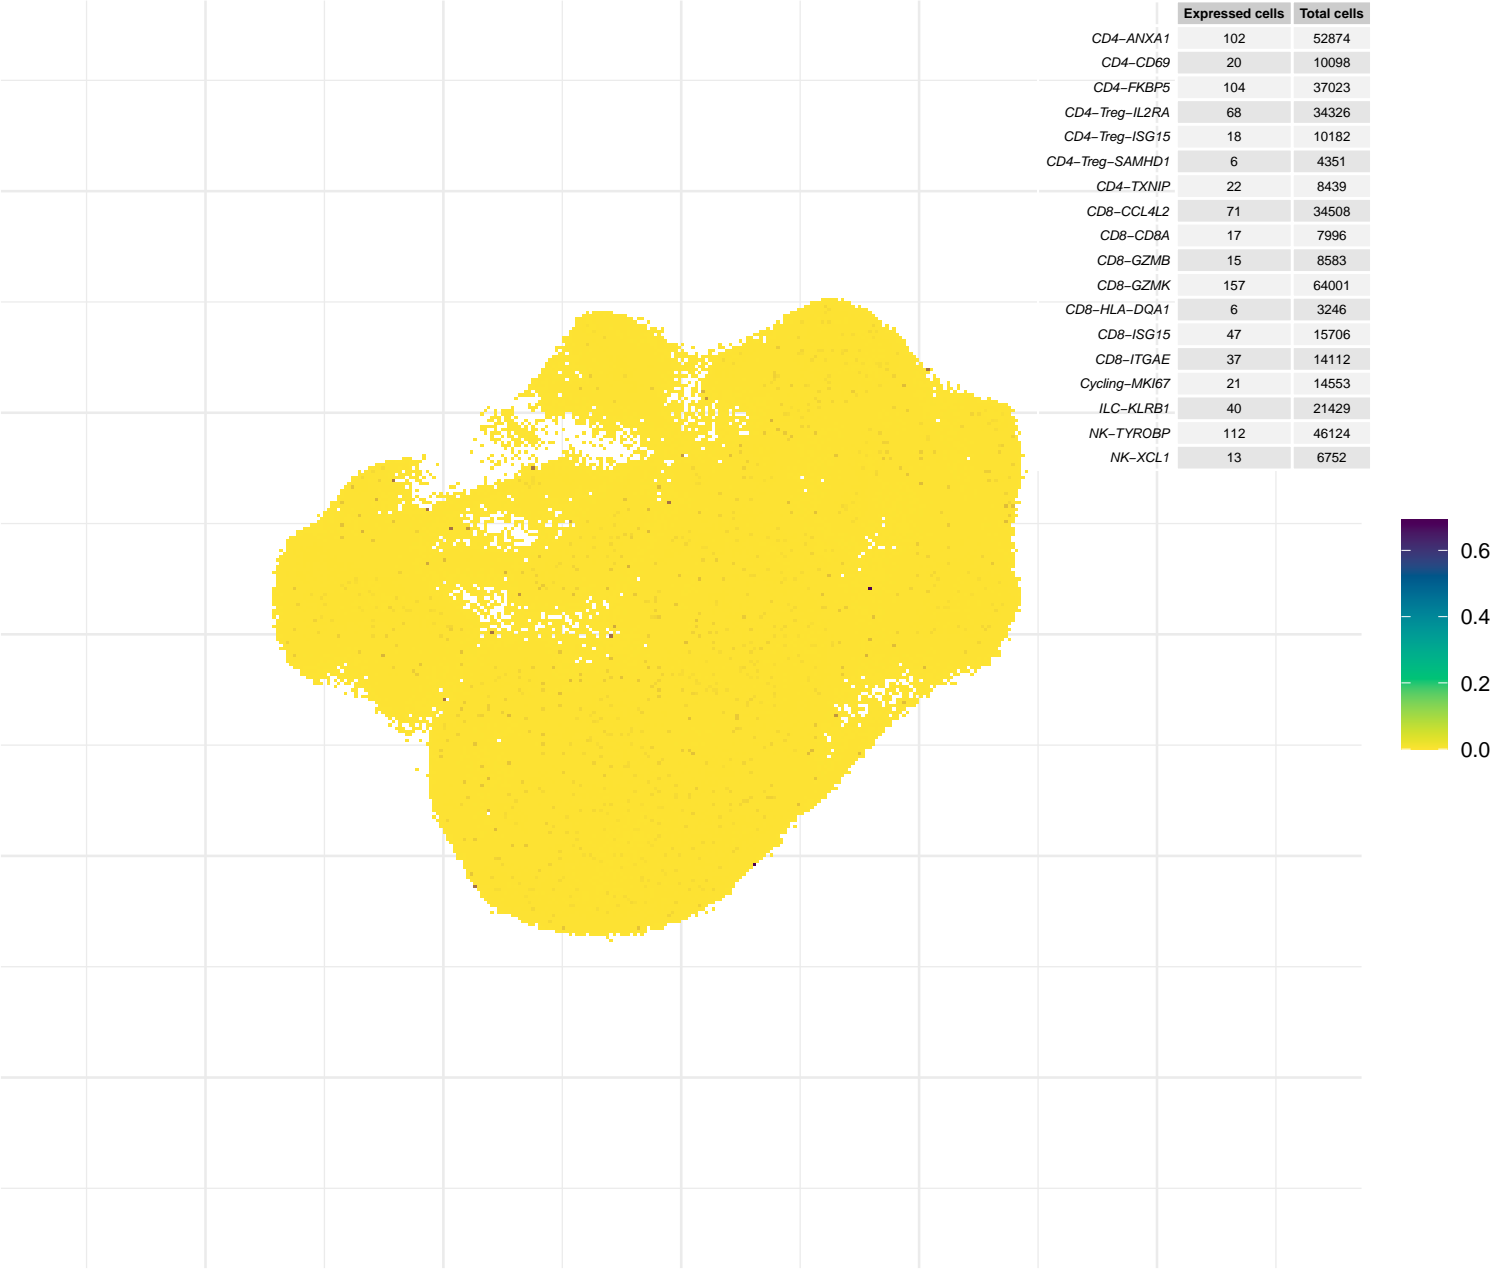 Expressed cells Total cells
CD4−ANXA1 102 52874
CD4−CD69 20 10098
CD4−FKBP5 104 37023
CD4−Treg−IL2RA 68 34326
CD4−Treg−ISG15 18 10182
CD4−Treg−SAMHD1 6 4351
CD4−TXNIP 22 8439
CD8−CCL4L2 71 34508
CD8−CD8A 17 7996
CD8−GZMB 15 8583
CD8−GZMK 157 64001
CD8−HLA−DQA1 6 3246
CD8−ISG15 47 15706
CD8−ITGAE 37 14112
Cycling−MKI67 21 14553
ILC−KLRB1 40 21429
NK−TYROBP 112 46124
NK−XCL1 13 6752
0.6
0.4
0.2
0.0